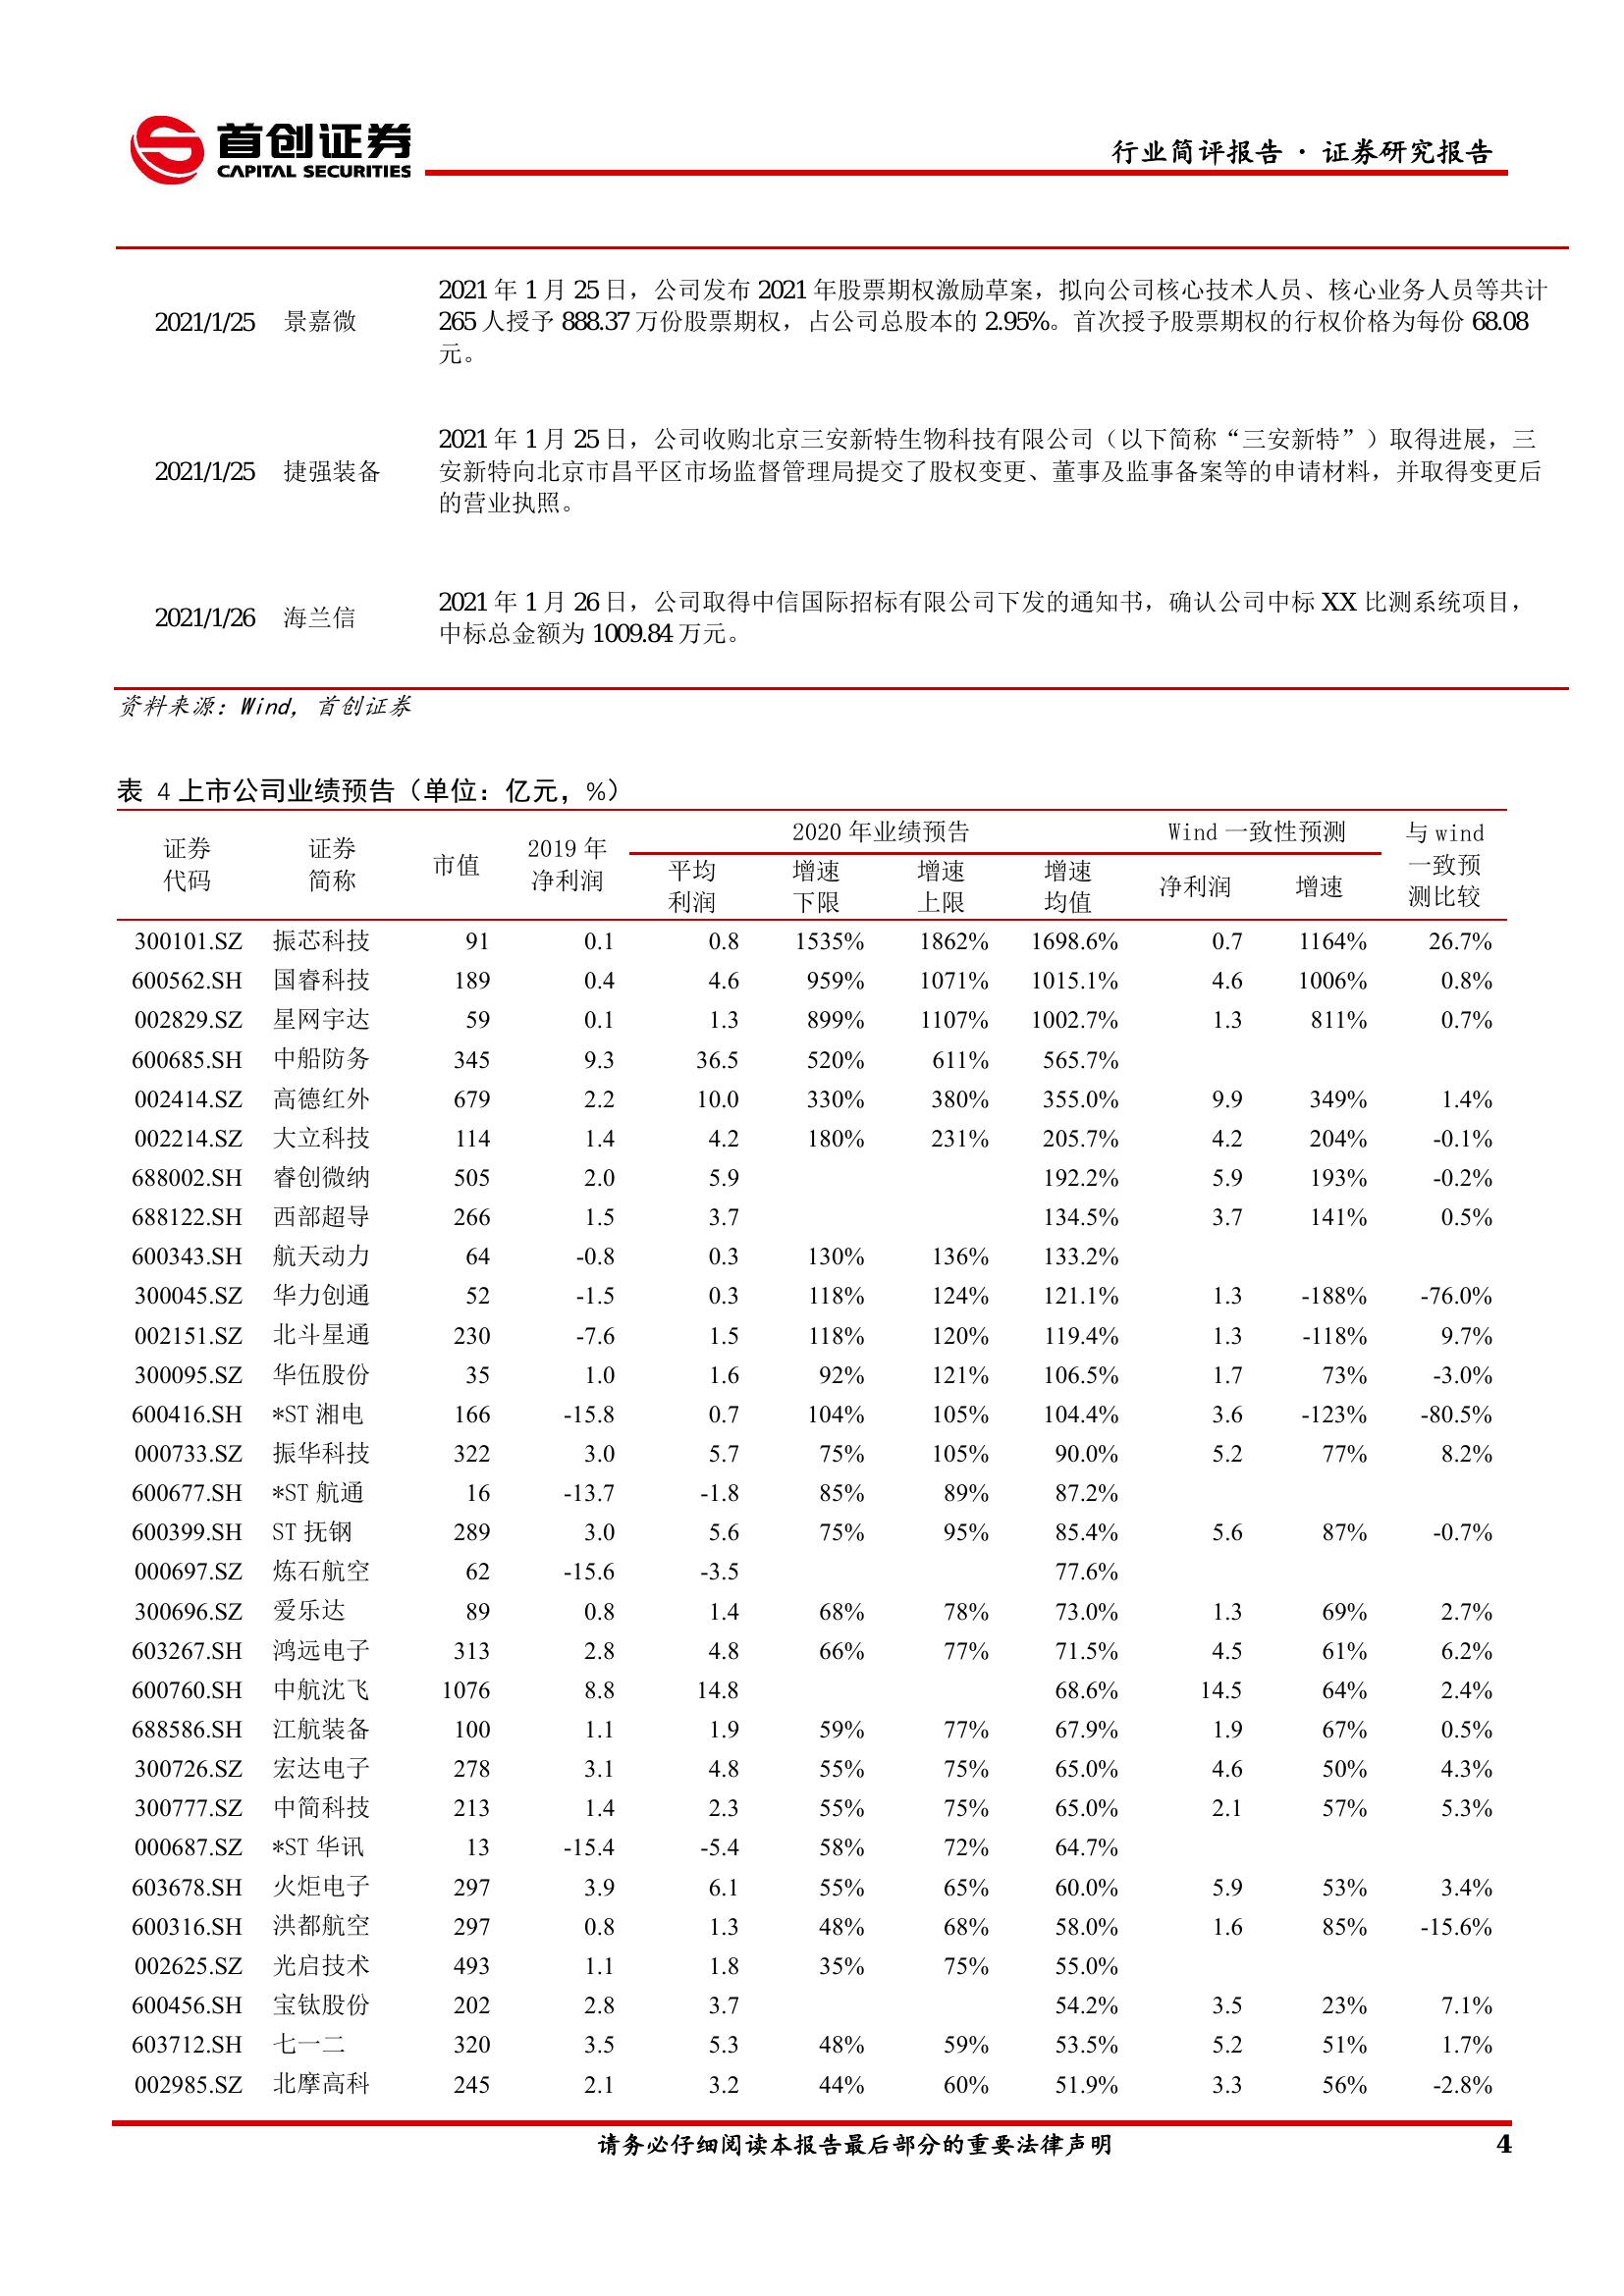 首创证券
CAPITAL SECURITIES
行业简评报告 · 证券研究报告
2021/1/25 景嘉微 2021 年 1 月 25 日，公司发布 2021 年股票期权激励草案，拟向公司核心技术人员、核心业务人员等共计
265 人授予 888.37 万份股票期权，占公司总股本的 2.95%。首次授予股票期权的行权价格为每份 68.08
元。
2021/1/25 捷强装备 2021 年 1 月 25 日，公司收购北京三安新特生物科技有限公司（以下简称“三安新特”）取得进展，三
安新特向北京市昌平区市场监督管理局提交了股权变更、董事及监事备案等的申请材料，并取得变更后
的营业执照。
2021/1/26 海兰信 2021 年 1 月 26 日，公司取得中信国际招标有限公司下发的通知书，确认公司中标 XX 比测系统项目，
中标总金额为 1009.84 万元。
资料来源：Wind, 首创证券
表 4 上市公司业绩预告（单位：亿元，%）
证券代码 证券简称 市值 2019 年净利润 2020 年业绩预告 Wind 一致性预测 与 wind 一致预测比较
平均利润 增速下限 增速上限 增速均值 净利润 增速
300101.SZ 振芯科技 91 0.1 0.8 1535% 1862% 1698.6% 0.7 1164% 26.7%
600562.SH 国睿科技 189 0.4 4.6 959% 1071% 1015.1% 4.6 1006% 0.8%
002829.SZ 星网宇达 59 0.1 1.3 899% 1107% 1002.7% 1.3 811% 0.7%
600685.SH 中船防务 345 9.3 36.5 520% 611% 565.7%
002414.SZ 高德红外 679 2.2 10.0 330% 380% 355.0% 9.9 349% 1.4%
002214.SZ 大立科技 114 1.4 4.2 180% 231% 205.7% 4.2 204% -0.1%
688002.SH 睿创微纳 505 2.0 5.9 192.2% 5.9 193% -0.2%
688122.SH 西部超导 266 1.5 3.7 134.5% 3.7 141% 0.5%
600343.SH 航天动力 64 -0.8 0.3 130% 136% 133.2%
300045.SZ 华力创通 52 -1.5 0.3 118% 124% 121.1% 1.3 -188% -76.0%
002151.SZ 北斗星通 230 -7.6 1.5 118% 120% 119.4% 1.3 -118% 9.7%
300095.SZ 华伍股份 35 1.0 1.6 92% 121% 106.5% 1.7 73% -3.0%
600416.SH *ST 湘电 166 -15.8 0.7 104% 105% 104.4% 3.6 -123% -80.5%
000733.SZ 振华科技 322 3.0 5.7 75% 105% 90.0% 5.2 77% 8.2%
600677.SH *ST 航通 16 -13.7 -1.8 85% 89% 87.2%
600399.SH ST 抚钢 289 3.0 5.6 75% 95% 85.4% 5.6 87% -0.7%
000697.SZ 炼石航空 62 -15.6 -3.5 77.6%
300696.SZ 爱乐达 89 0.8 1.4 68% 78% 73.0% 1.3 69% 2.7%
603267.SH 鸿远电子 313 2.8 4.8 66% 77% 71.5% 4.5 61% 6.2%
600760.SH 中航沈飞 1076 8.8 14.8 68.6% 14.5 64% 2.4%
688586.SH 江航装备 100 1.1 1.9 59% 77% 67.9% 1.9 67% 0.5%
300726.SZ 宏达电子 278 3.1 4.8 55% 75% 65.0% 4.6 50% 4.3%
300777.SZ 中简科技 213 1.4 2.3 55% 75% 65.0% 2.1 57% 5.3%
000687.SZ *ST 华讯 13 -15.4 -5.4 58% 72% 64.7%
603678.SH 火炬电子 297 3.9 6.1 55% 65% 60.0% 5.9 53% 3.4%
600316.SH 洪都航空 297 0.8 1.3 48% 68% 58.0% 1.6 85% -15.6%
002625.SZ 光启技术 493 1.1 1.8 35% 75% 55.0%
600456.SH 宝钛股份 202 2.8 3.7 54.2% 3.5 23% 7.1%
603712.SH 七一二 320 3.5 5.3 48% 59% 53.5% 5.2 51% 1.7%
002985.SZ 北摩高科 245 2.1 3.2 44% 60% 51.9% 3.3 56% -2.8%
请务必仔细阅读本报告最后部分的重要法律声明 4